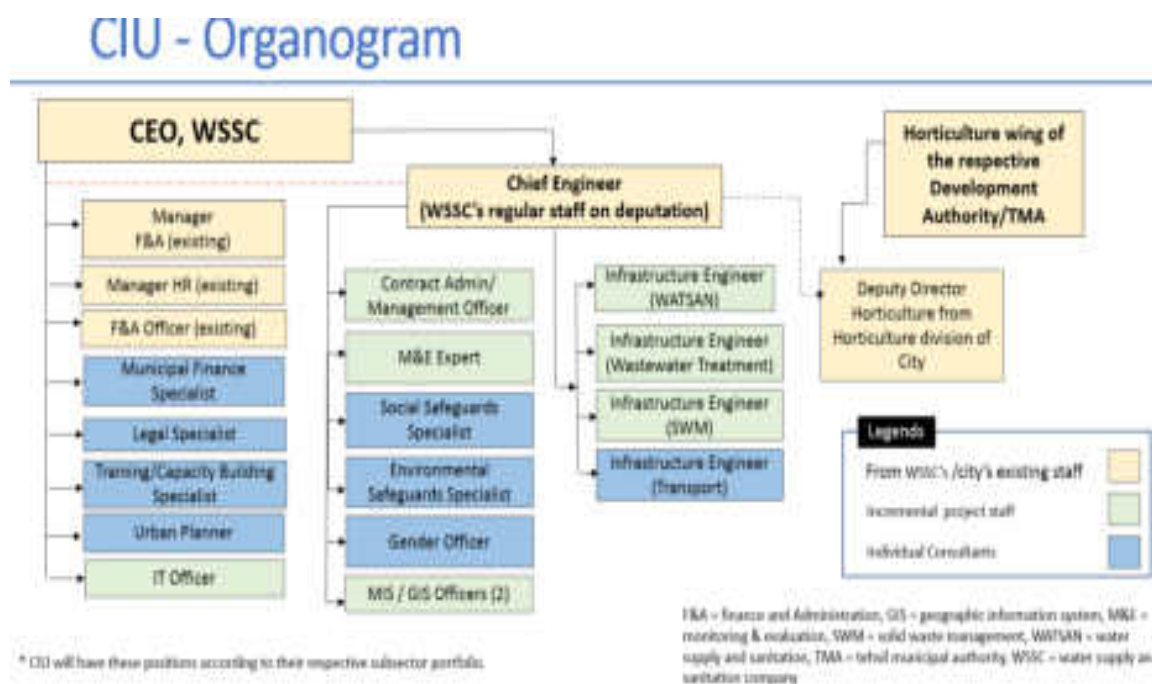 CIU - Organogram
CEO, WSSC
Chief Engineer
(WSSC's regular staff on deputation)
Horticulture wing of
the respective
Development
Authority/TMA
Manager
F&A (existing)
Manager HR (existing)
F&A Officer (existing)
Municipal Finance
Specialist
Legal Specialist
Training/Capacity Building
Specialist
Urban Planner
IT Officer
Contract Admin/
Management Officer
M&E Expert
Social Safeguards
Specialist
Environmental
Safeguards Specialist
Gender Officer
MIS / GIS Officers (2)
Infrastructure Engineer
(WATSAN)
Infrastructure Engineer
(Wastewater Treatment)
Infrastructure Engineer
(SWM)
Infrastructure Engineer
(Transport)
Deputy Director
Horticulture from
Horticulture division of
City
Legends
From WSSC's /city's existing staff
Incremental project staff
Individual Consultants
F&A = finance and Administration, GIS = geographic information system, M&E =
monitoring & evaluation, SWM = solid waste management, WATSAN = water
supply and sanitation, TMA = tehsil municipal authority, WSSC = water supply an
sanitation company
* CIU will have these positions according to their respective subsector portfolio.